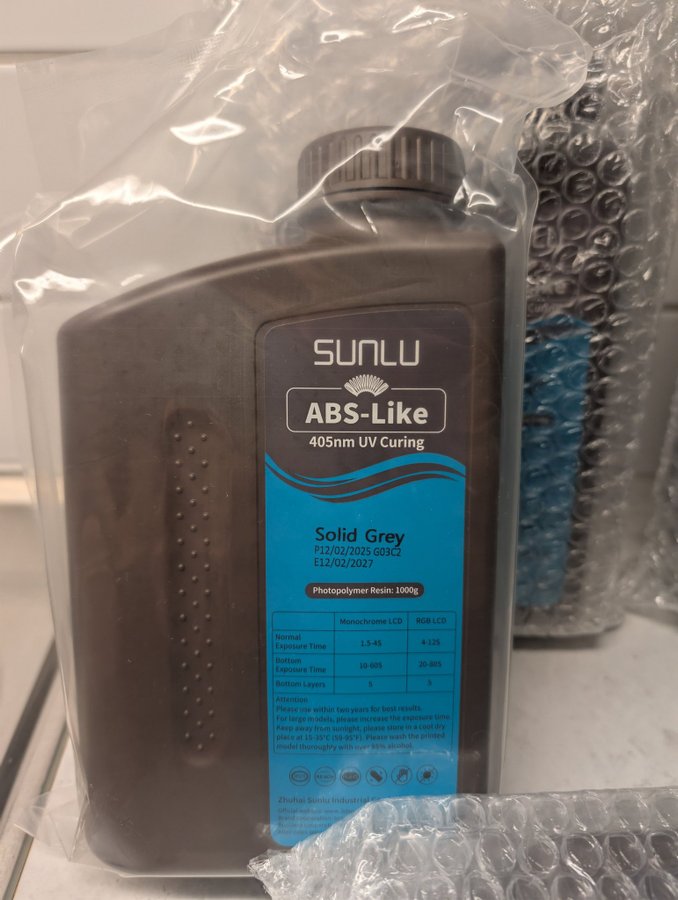 SUNLU
ABS-Like
405nm UV Curing
Solid Grey
P12/02/2025 G03C2
E12/02/2027
Photopolymer Resin: 1000g
Monochrome LCD RGB LCD
Normal
Exposure Time 1.5-4S 4-12S
Bottom
Exposure Time 10-60S 20-80S
Bottom Layers 5 5
Attention
Please use within two years for best results.
For large models, please increase the exposure time.
Keep away from sunlight, please store in a cool dry
place at 15-35°C (59-95°F). Please wash the printed
model thoroughly with over 95% alcohol.
Zhuhai Sunlu Industrial
Like